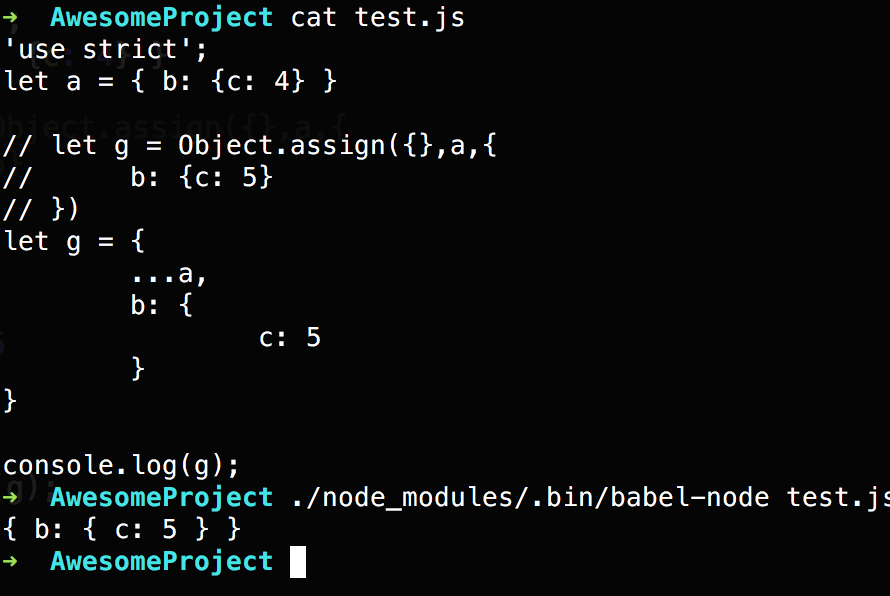 ➜  AwesomeProject cat test.js
'use strict';
let a = { b: {c: 4} }

// let g = Object.assign({},a,{
//      b: {c: 5}
// })
let g = {
        ...a,
        b: {
                c: 5
        }
}

console.log(g);
➜  AwesomeProject ./node_modules/.bin/babel-node test.js
{ b: { c: 5 } }
➜  AwesomeProject